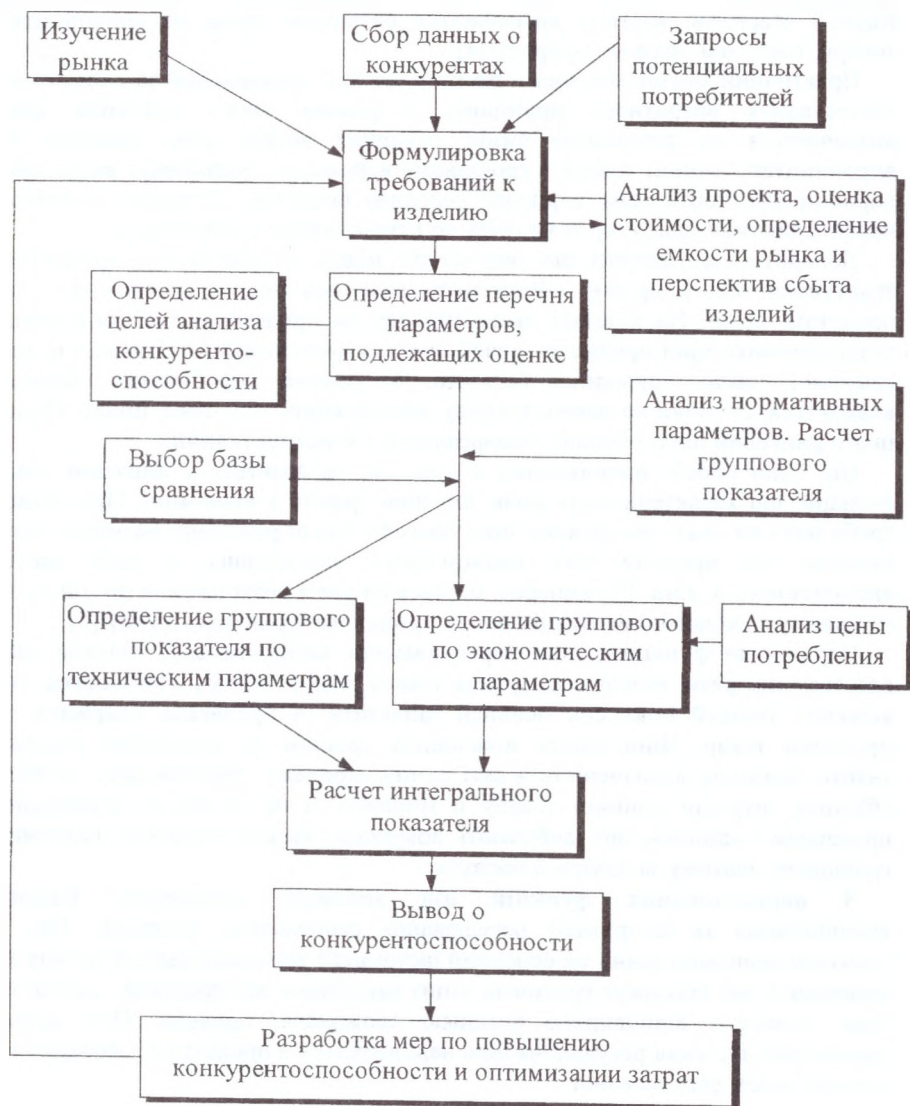 Изучение
рынка
Сбор данных о
конкурентах
Запросы
потенциальных
потребителей
Формулировка
требований к
изделию
Анализ проекта, оценка
стоимости, определение
емкости рынка и
перспектив сбыта
изделий
Определение
целей анализа
конкуренто-
способности
Определение перечня
параметров,
подлежащих оценке
Анализ нормативных
параметров. Расчет
группового
показателя
Выбор базы
сравнения
Определение группового
показателя по
техническим параметрам
Определение группового
по экономическим
параметрам
Анализ цены
потребления
Расчет интегрального
показателя
Вывод о
конкурентоспособности
Разработка мер по повышению
конкурентоспособности и оптимизации затрат